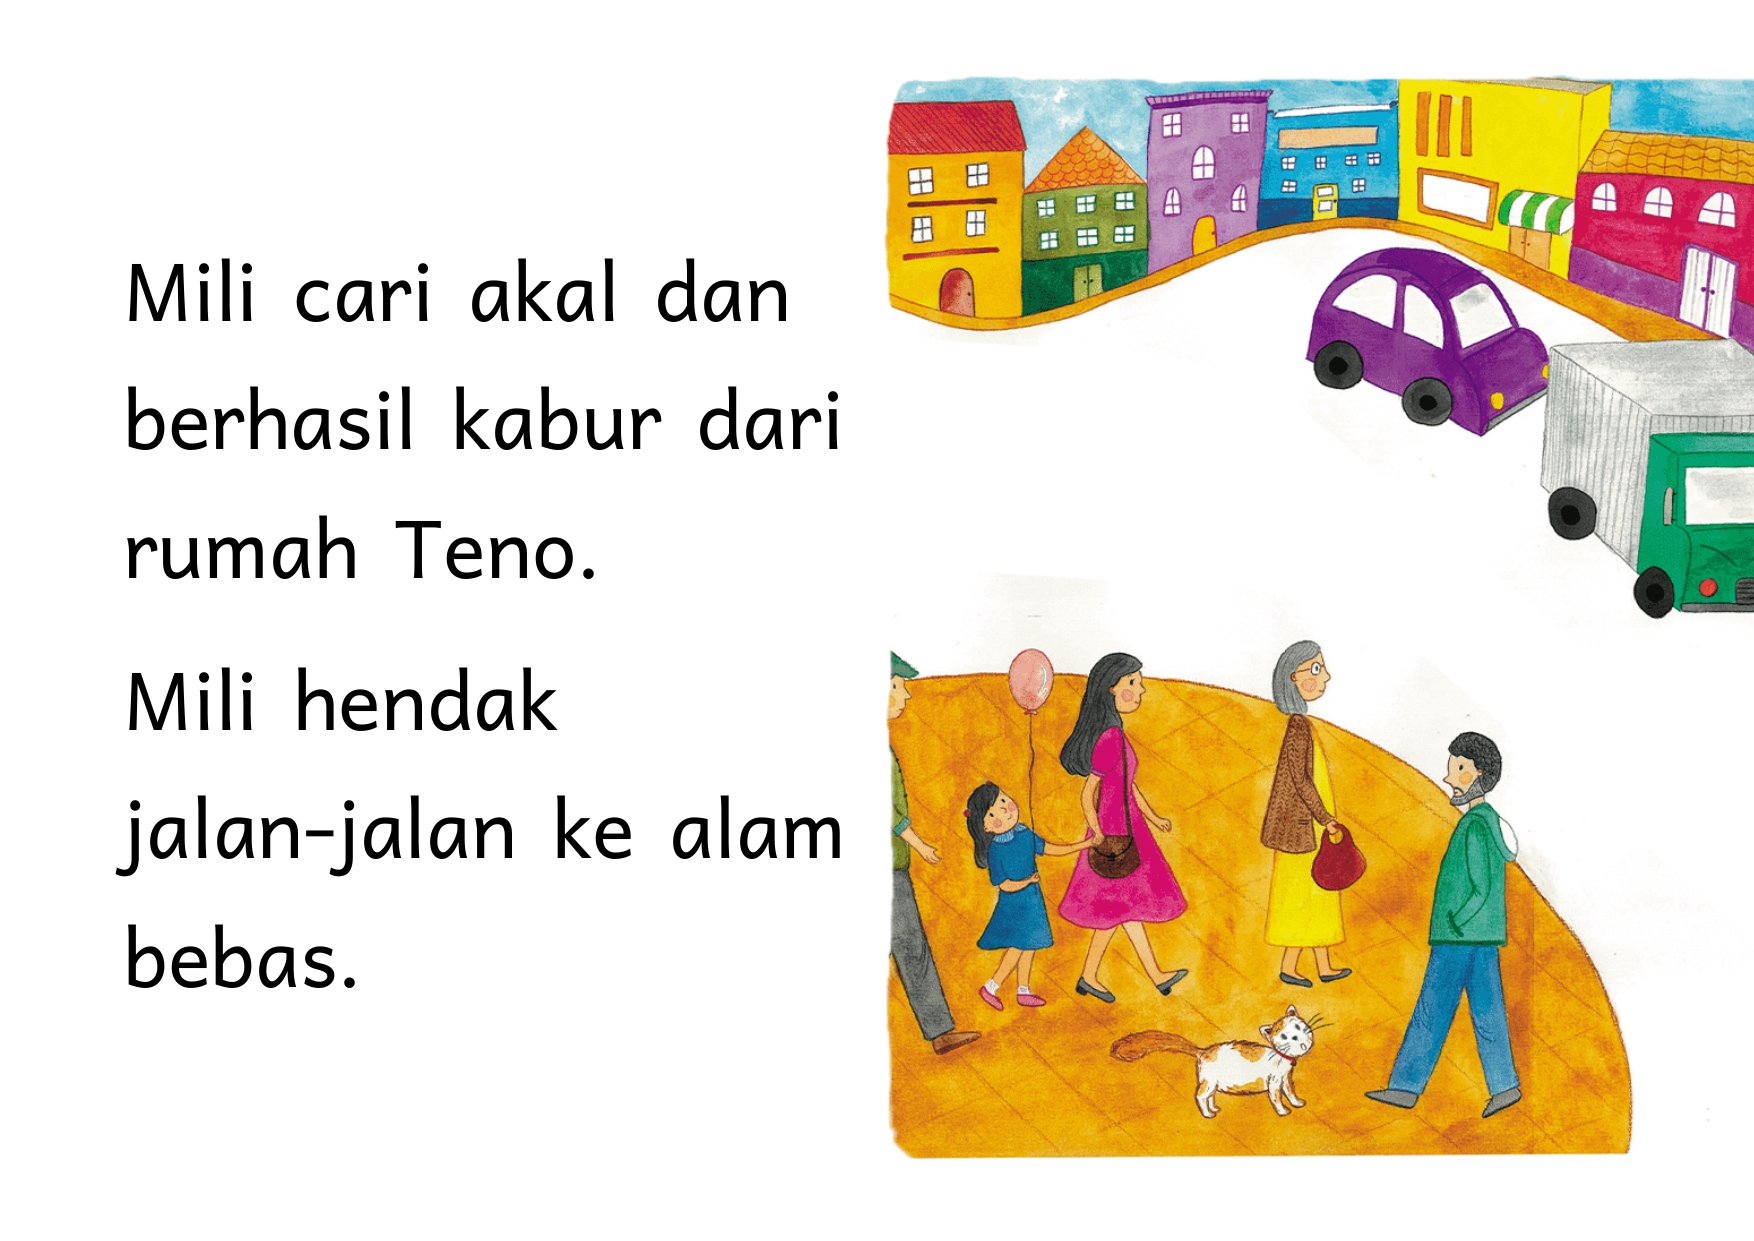 Mili cari akal dan
berhasil kabur dari
rumah Teno.
Mili hendak
jalan-jalan ke alam
bebas.